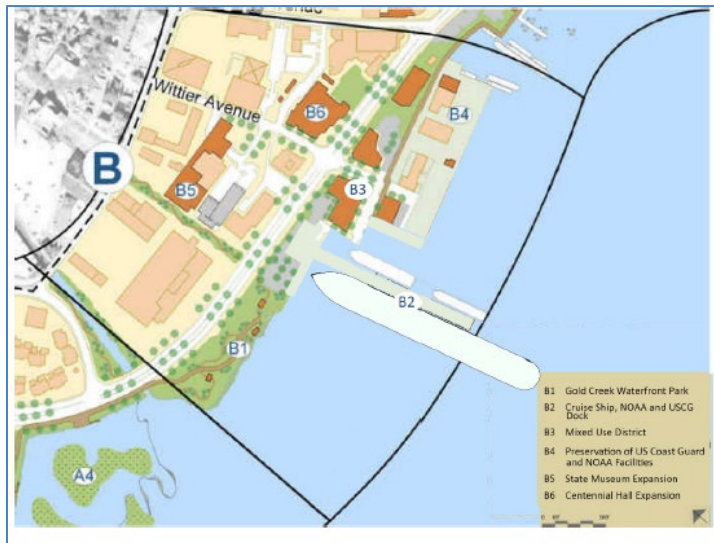 Wittier Avenue
B6
B4
B
B5
B3
B2
B1
A4
B1 Gold Creek Waterfront Park
B2 Cruise Ship, NOAA and USCG
Dock
B3 Mixed Use District
B4 Preservation of US Coast Guard
and NOAA Facilities
B5 State Museum Expansion
B6 Centennial Hall Expansion